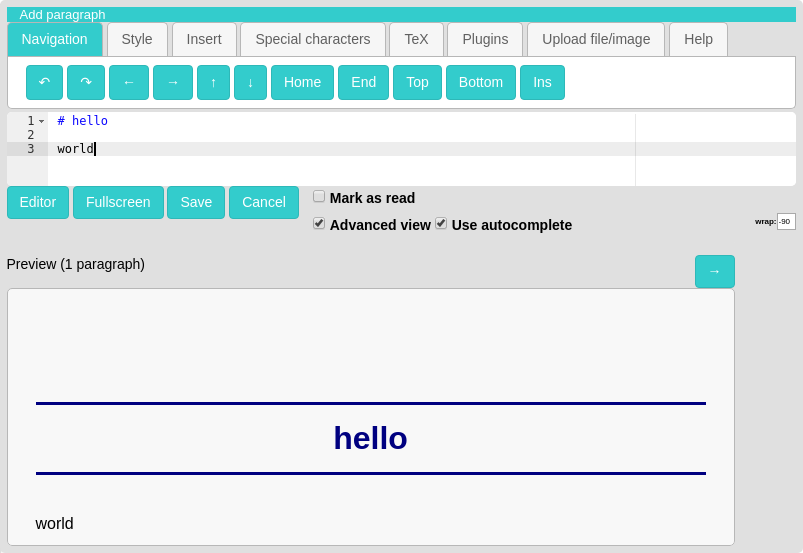 Add paragraph
Navigation Style Insert Special characters TeX Plugins Upload file/image Help
↶ ↷ ← → ↑ ↓ Home End Top Bottom Ins
1 # hello
2
3 world
Editor Fullscreen Save Cancel Mark as read
Advanced view Use autocomplete wrap: -90
Preview (1 paragraph) →
hello
world